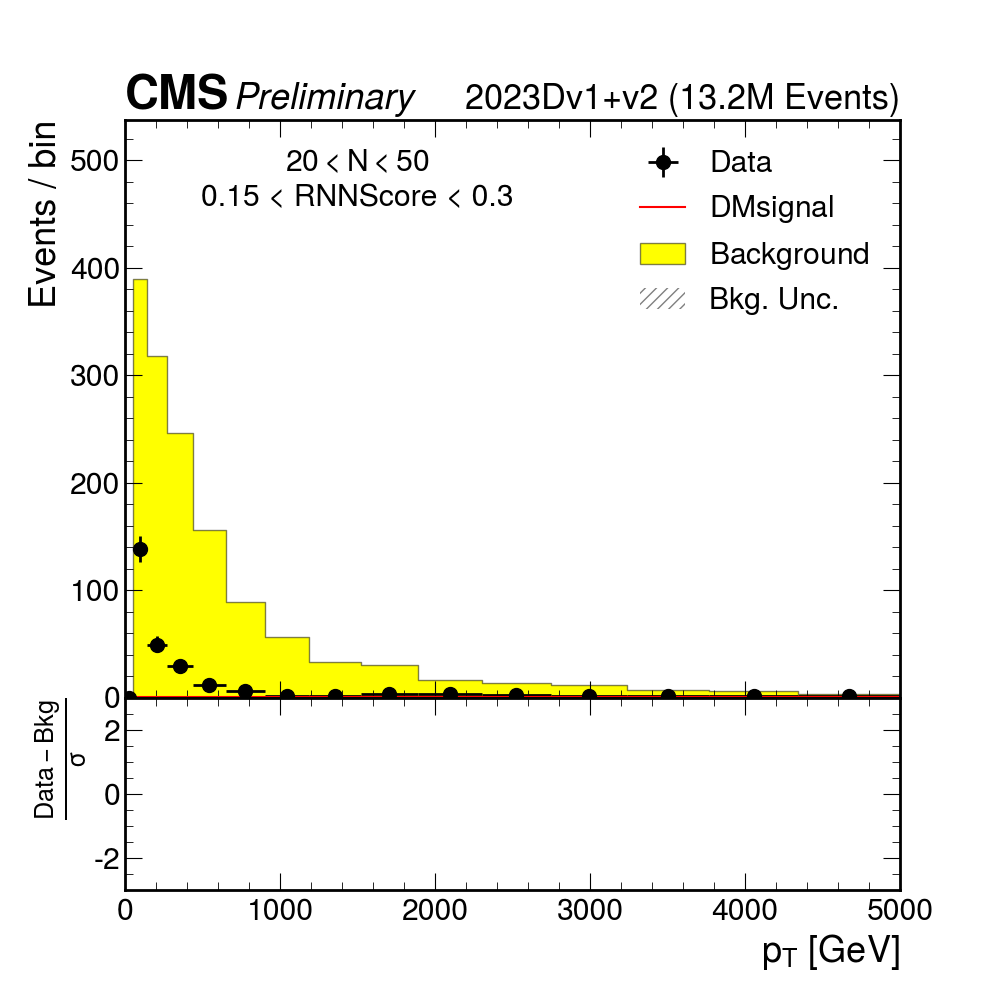 CMS Preliminary 2023Dv1+v2 (13.2M Events)
Events / bin
20 < N < 50
0.15 < RNNScore < 0.3
Data
DMsignal
Background
Bkg. Unc.
500
400
300
200
100
0
Data – Bkg
σ
2
0
-2
0 1000 2000 3000 4000 5000
pT [GeV]